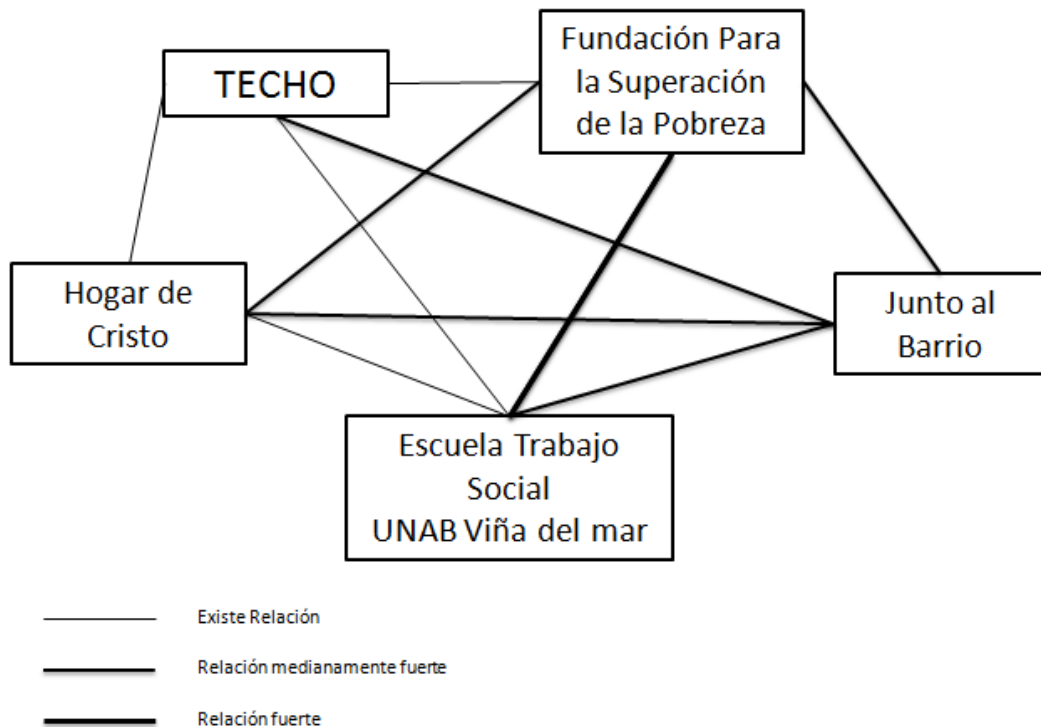 TECHO
Fundación Para
la Superación
de la Pobreza
Hogar de
Cristo
Junto al
Barrio
Escuela Trabajo
Social
UNAB Viña del mar
Existe Relación
Relación medianamente fuerte
Relación fuerte